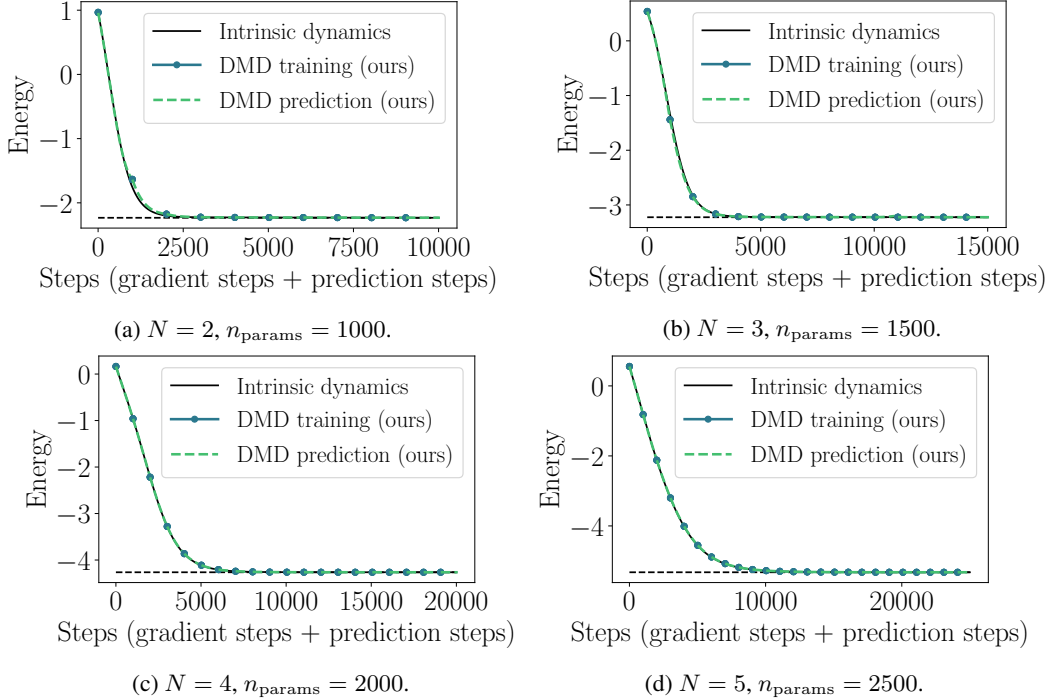 1
0
−1
−2
Energy
Intrinsic dynamics
DMD training (ours)
DMD prediction (ours)
0 2500 5000 7500 10000
Steps (gradient steps + prediction steps)
(a) N = 2, n_params = 1000.
0
−1
−2
−3
Energy
Intrinsic dynamics
DMD training (ours)
DMD prediction (ours)
0 5000 10000 15000
Steps (gradient steps + prediction steps)
(b) N = 3, n_params = 1500.
0
−1
−2
−3
−4
Energy
Intrinsic dynamics
DMD training (ours)
DMD prediction (ours)
0 5000 10000 15000 20000
Steps (gradient steps + prediction steps)
(c) N = 4, n_params = 2000.
0
−2
−4
Energy
Intrinsic dynamics
DMD training (ours)
DMD prediction (ours)
0 10000 20000
Steps (gradient steps + prediction steps)
(d) N = 5, n_params = 2500.